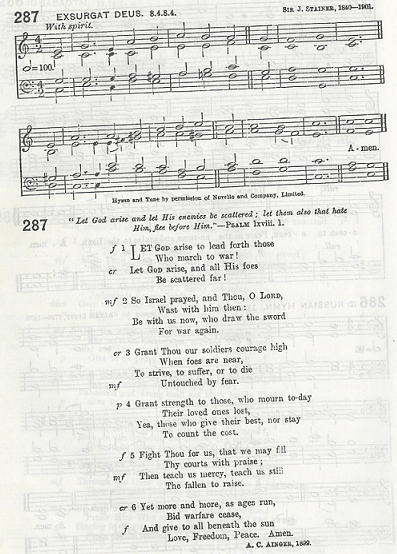 287 EXSURGAT DEUS. 8.4.8.4. SIR J. STAINER, 1840—1901.
With spirit.
=100.
A - men.
Hymn and Tune by permission of Novello and Company, Limited.
287 "Let God arise and let His enemies be scattered; let them also that hate
Him, flee before Him."—PSALM lxviii. 1.
f 1 LET GOD arise to lead forth those
Who march to war!
cr Let GOD arise, and all His foes
Be scattered far!
mf 2 So Israel prayed, and Thou, O LORD,
Wast with him then:
Be with us now, who draw the sword
For war again.
cr 3 Grant Thou our soldiers courage high
When foes are near,
To strive, to suffer, or to die
mf Untouched by fear.
p 4 Grant strength to those, who mourn to-day
Their loved ones lost,
Yea, those who give their best, nor stay
To count the cost.
f 5 Fight Thou for us, that we may fill
Thy courts with praise;
mf Then teach us mercy, teach us still
The fallen to raise.
cr 6 Yet more and more, as ages run,
Bid warfare cease,
f And give to all beneath the sun
Love, Freedom, Peace. Amen.
A. C. AINGER, 1899.